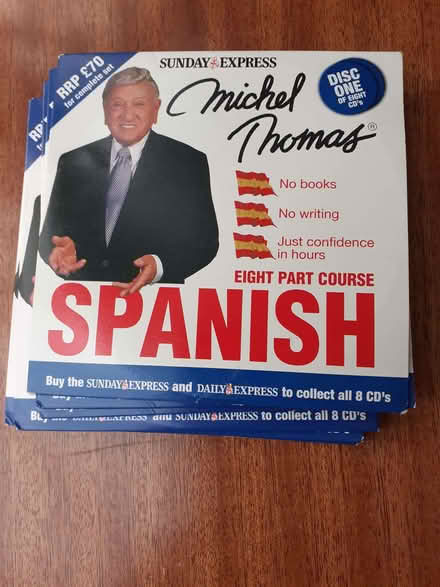 RRP £70
for complete set
SUNDAY EXPRESS
Michel
Thomas®
DISC
ONE
OF EIGHT
CD's
No books
No writing
Just confidence
in hours
EIGHT PART COURSE
SPANISH
Buy the SUNDAY EXPRESS and DAILY EXPRESS to collect all 8 CD's
Buy the DAILY EXPRESS and SUNDAY EXPRESS to collect all 8 CD's
RRP